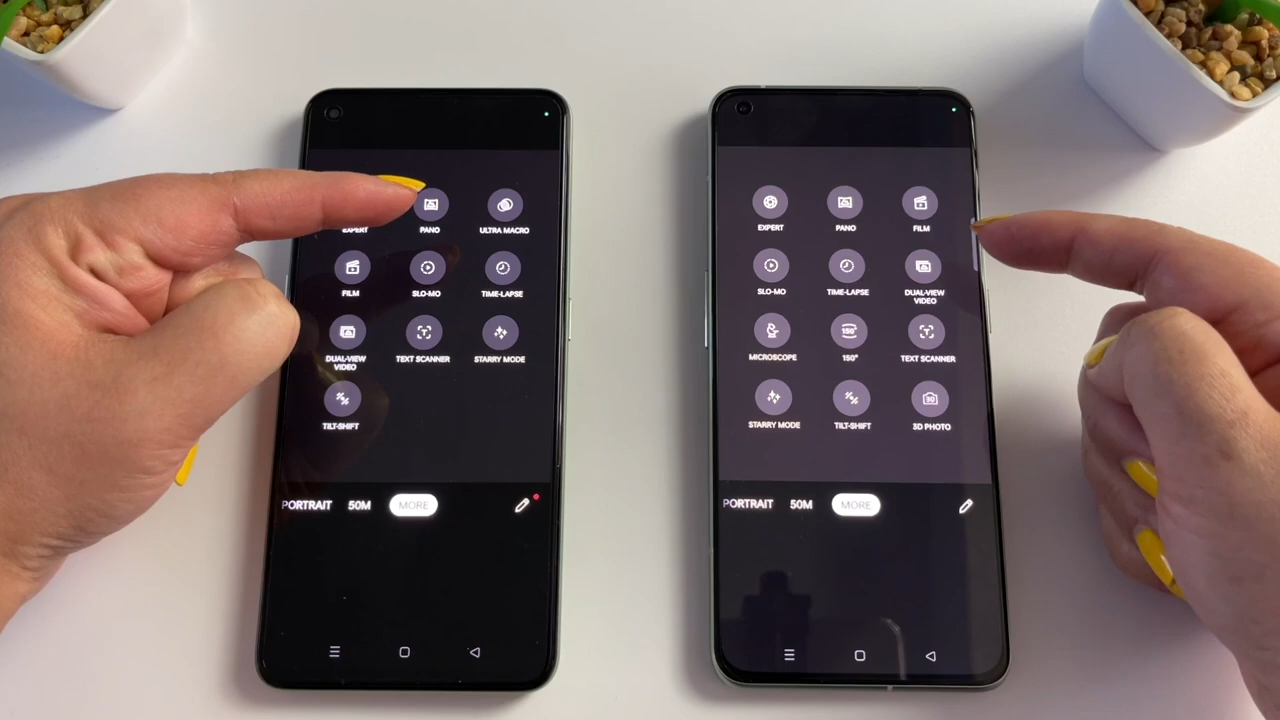 EXPERT
PANO
ULTRA MACRO
FILM
SLO-MO
TIME-LAPSE
DUAL-VIEW
VIDEO
TEXT SCANNER
STARRY MODE
TILT-SHIFT
PORTRAIT 50M MORE
EXPERT
PANO
FILM
SLO-MO
TIME-LAPSE
DUAL-VIEW
VIDEO
MICROSCOPE
150°
150°
TEXT SCANNER
STARRY MODE
TILT-SHIFT
3D
3D PHOTO
PORTRAIT 50M MORE